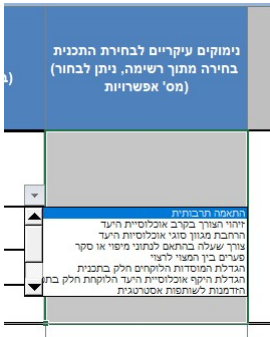 נימוקים עיקריים לבחירת התכנית
בחירה מתוך רשימה, ניתן לבחור)
(מס' אפשרויות
(ב
התאמה תרבותית
זיהוי הצורך בקרב אוכלוסיית היעד
הרחבת מגוון סוגי אוכלוסיות היעד
צורך שעלה בהתאם לנתוני מיפוי או סקר
פערים בין המצוי לרצוי
הגדלת המוסדות הלוקחים חלק בתכנית
הגדלת היקף אוכלוסיית היעד הלוקחת חלק בתכ
הזדמנות לשותפות אסטרטגית